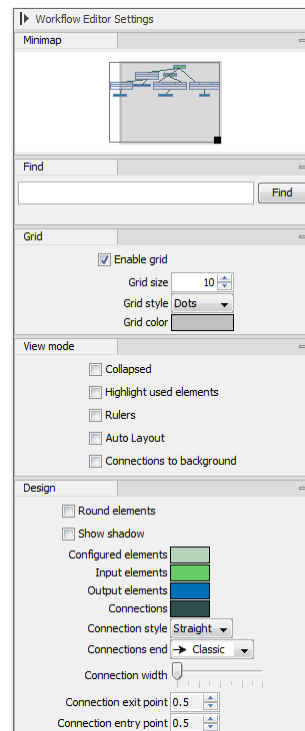 Workflow Editor Settings
Minimap
Find
Find
Grid
Enable grid
Grid size 10
Grid style Dots
Grid color
View mode
Collapsed
Highlight used elements
Rulers
Auto Layout
Connections to background
Design
Round elements
Show shadow
Configured elements
Input elements
Output elements
Connections
Connection style Straight
Connections end Classic
Connection width
Connection exit point 0.5
Connection entry point 0.5